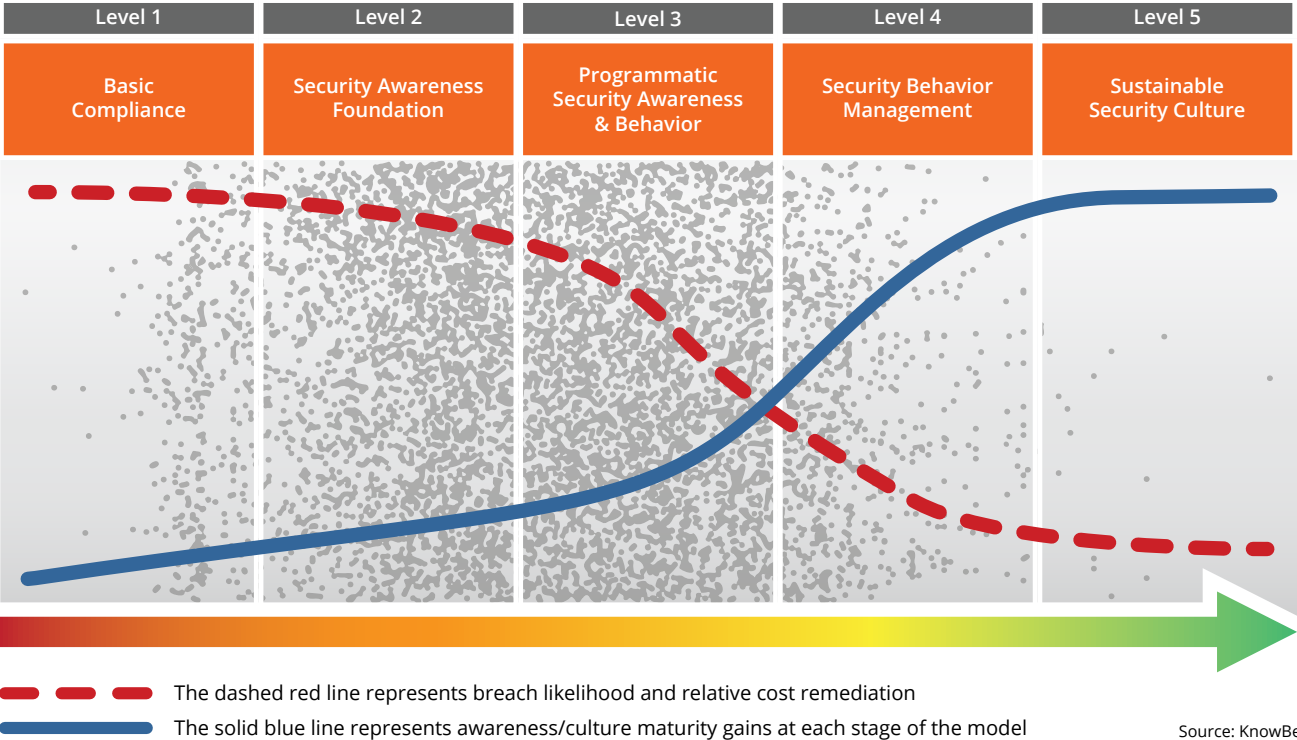 Level 1
Level 2
Level 3
Level 4
Level 5
Basic
Compliance
Security Awareness
Foundation
Programmatic
Security Awareness
& Behavior
Security Behavior
Management
Sustainable
Security Culture
The dashed red line represents breach likelihood and relative cost remediation
The solid blue line represents awareness/culture maturity gains at each stage of the model
Source: KnowBe